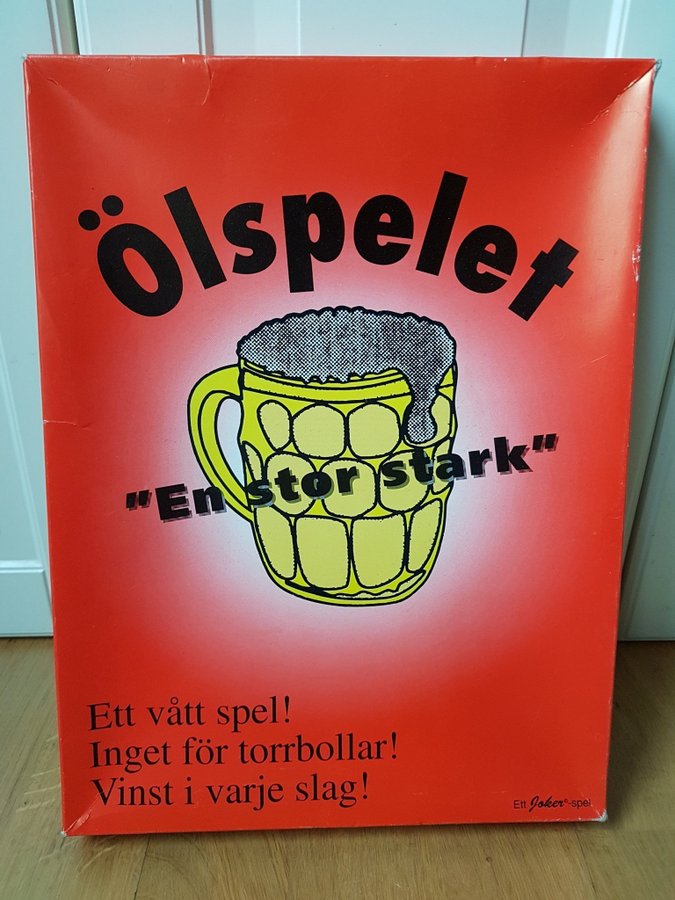 Ölspelet
"En stor stark"
Ett vått spel!
Inget för torrbollar!
Vinst i varje slag!
Ett Joker®-spel